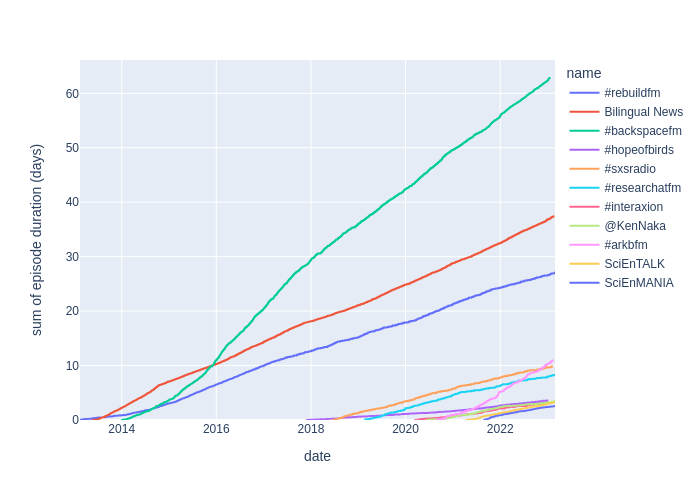 name
#rebuildfm
Bilingual News
#backspacefm
#hopeofbirds
#sxsradio
#researchatfm
#interaxion
@KenNaka
#arkbfm
SciEnTALK
SciEnMANIA
sum of episode duration (days)
60
50
40
30
20
10
0
2014 2016 2018 2020 2022
date